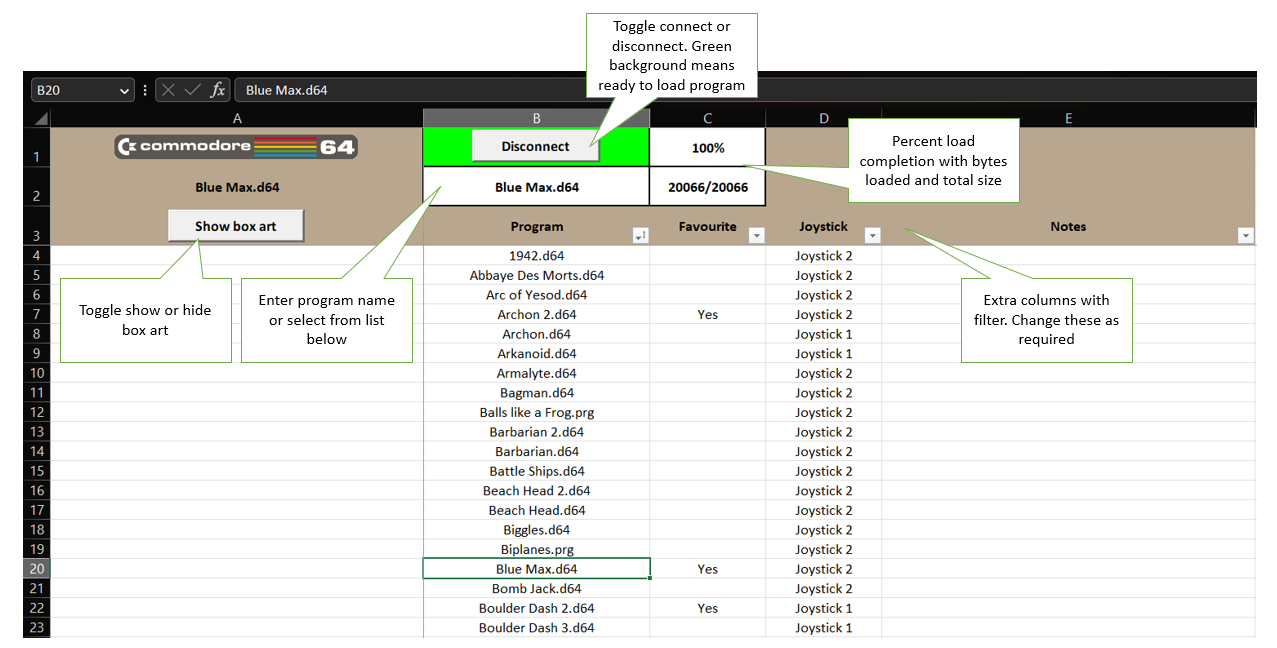 Toggle connect or
disconnect. Green
background means
ready to load program
B20 fx Blue Max.d64
A B C D E
1 commodore 64 Disconnect 100%
Percent load
completion with bytes
loaded and total size
2 Blue Max.d64 Blue Max.d64 20066/20066
3 Show box art Program Favourite Joystick Notes
4 1942.d64 Joystick 2
5 Abbaye Des Morts.d64 Joystick 2
6 Arc of Yesod.d64 Joystick 2
7 Archon 2.d64 Yes Joystick 2
8 Archon.d64 Joystick 1
9 Arkanoid.d64 Joystick 1
10 Armalyte.d64 Joystick 2
11 Bagman.d64 Joystick 2
12 Balls like a Frog.prg Joystick 2
13 Barbarian 2.d64 Joystick 2
14 Barbarian.d64 Joystick 2
15 Battle Ships.d64 Joystick 2
16 Beach Head 2.d64 Joystick 2
17 Beach Head.d64 Joystick 2
18 Biggles.d64 Joystick 2
19 Biplanes.prg Joystick 2
20 Blue Max.d64 Yes Joystick 2
21 Bomb Jack.d64 Joystick 2
22 Boulder Dash 2.d64 Yes Joystick 1
23 Boulder Dash 3.d64 Joystick 1
Toggle show or hide
box art
Enter program name
or select from list
below
Extra columns with
filter. Change these as
required